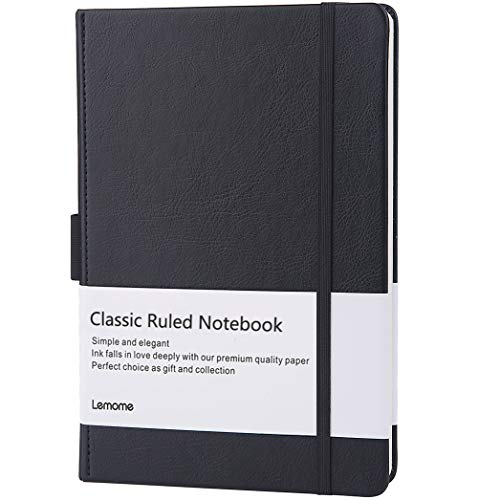 Classic Ruled Notebook
Simple and elegant
Ink falls in love deeply with our premium quality paper
Perfect choice as gift and collection
Lemome